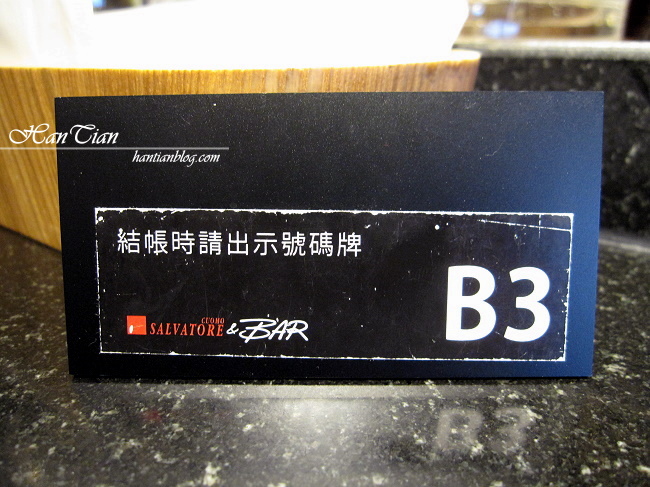 HanTian
hantianblog.com
結帳時請出示號碼牌
CUOMO
SALVATORE & BAR
B3